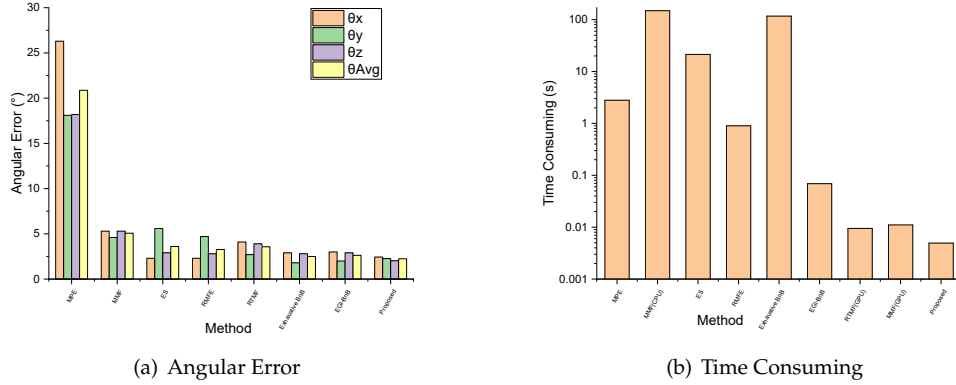 30
25
20
15
10
5
0
Angular Error (°)
θx
θy
θz
θAvg
MPE
MMF
ES
RMFE
RTMF
Exhaustive BnB
EGI-BnB
Proposed
Method
(a) Angular Error
100
10
1
0.1
0.01
0.001
Time Consuming (s)
MPE
MMF(CPU)
ES
RMFE
Exhaustive BnB
EGI-BnB
RTMF(GPU)
MMF(GPU)
Proposed
Method
(b) Time Consuming